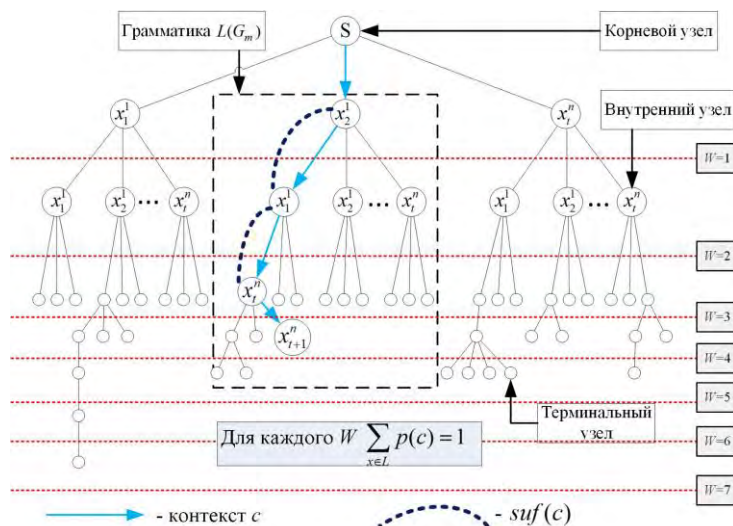 Грамматика L(G_m)
S
Корневой узел
x_1^1
x_2^1
x_t^n
Внутренний узел
W=1
x_1^1 x_2^1 ... x_t^n
x_1^1 x_2^1 ... x_t^n
x_1^1 x_2^1 ... x_t^n
W=2
x_t^n
W=3
x_{t+1}^n
W=4
W=5
Терминальный
узел
Для каждого W ∑_{x∈L} p(c) = 1
W=6
W=7
- контекст c
- suf(c)